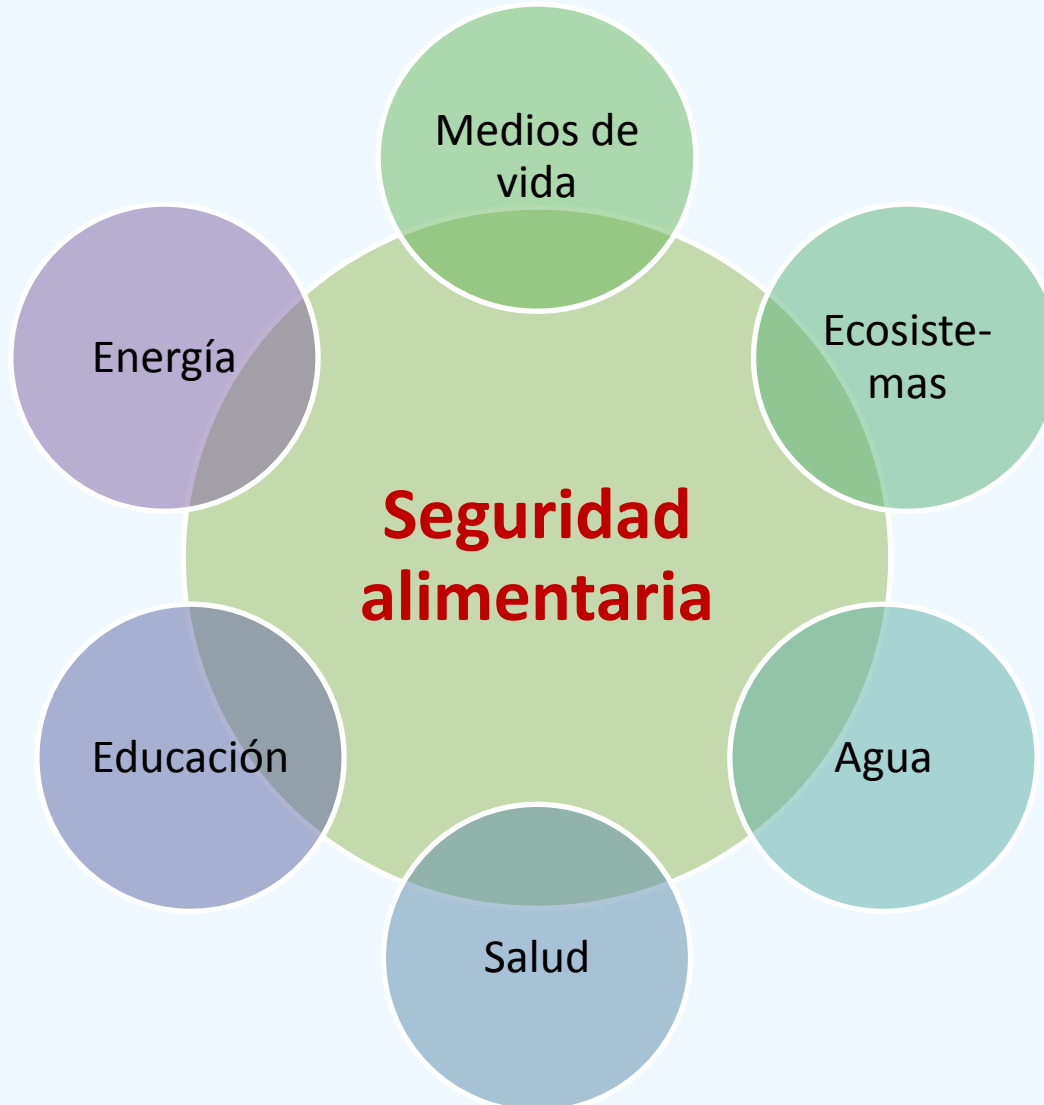 Medios de
vida
Ecosiste-
mas
Energía
Seguridad
alimentaria
Educación
Agua
Salud